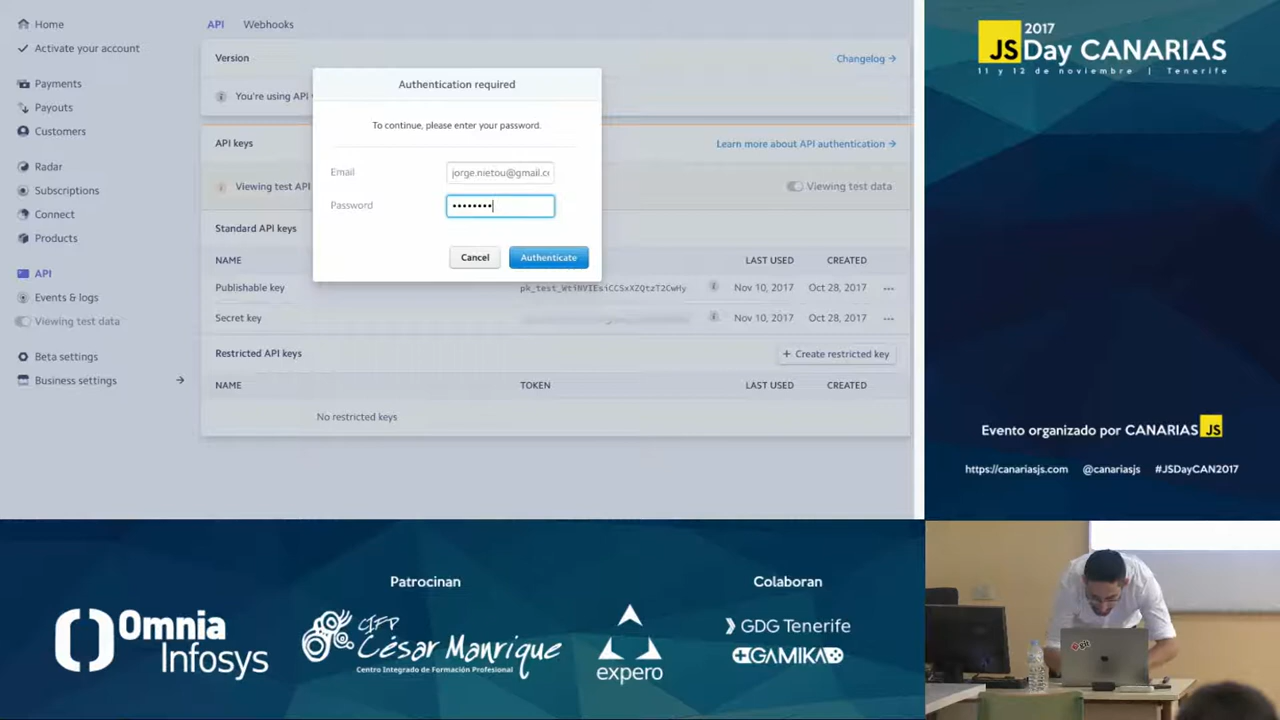 Home
Activate your account
Payments
Payouts
Customers
Radar
Subscriptions
Connect
Products
API
Events & logs
Viewing test data
Beta settings
Business settings
API Webhooks
Version
Changelog
You're using API
API keys
Learn more about API authentication
Viewing test API
Viewing test data
Standard API keys
NAME LAST USED CREATED
Publishable key pk_test_WtiNVIEsiCCSxXZQtzT2CwHy Nov 10, 2017 Oct 28, 2017
Secret key Nov 10, 2017 Oct 28, 2017
Restricted API keys
+ Create restricted key
NAME TOKEN LAST USED CREATED
No restricted keys
Authentication required
To continue, please enter your password.
Email jorge.nietou@gmail.c
Password ••••••••
Cancel Authenticate
2017
JS Day CANARIAS
11 y 12 de noviembre | Tenerife
Evento organizado por CANARIAS JS
https://canariasjs.com @canariasjs #JSDayCAN2017
Patrocinan
Omnia
Infosys
CIFP
César Manrique
Centro Integrado de Formación Profesional
expero
Colaboran
GDG Tenerife
GAMIKA
git